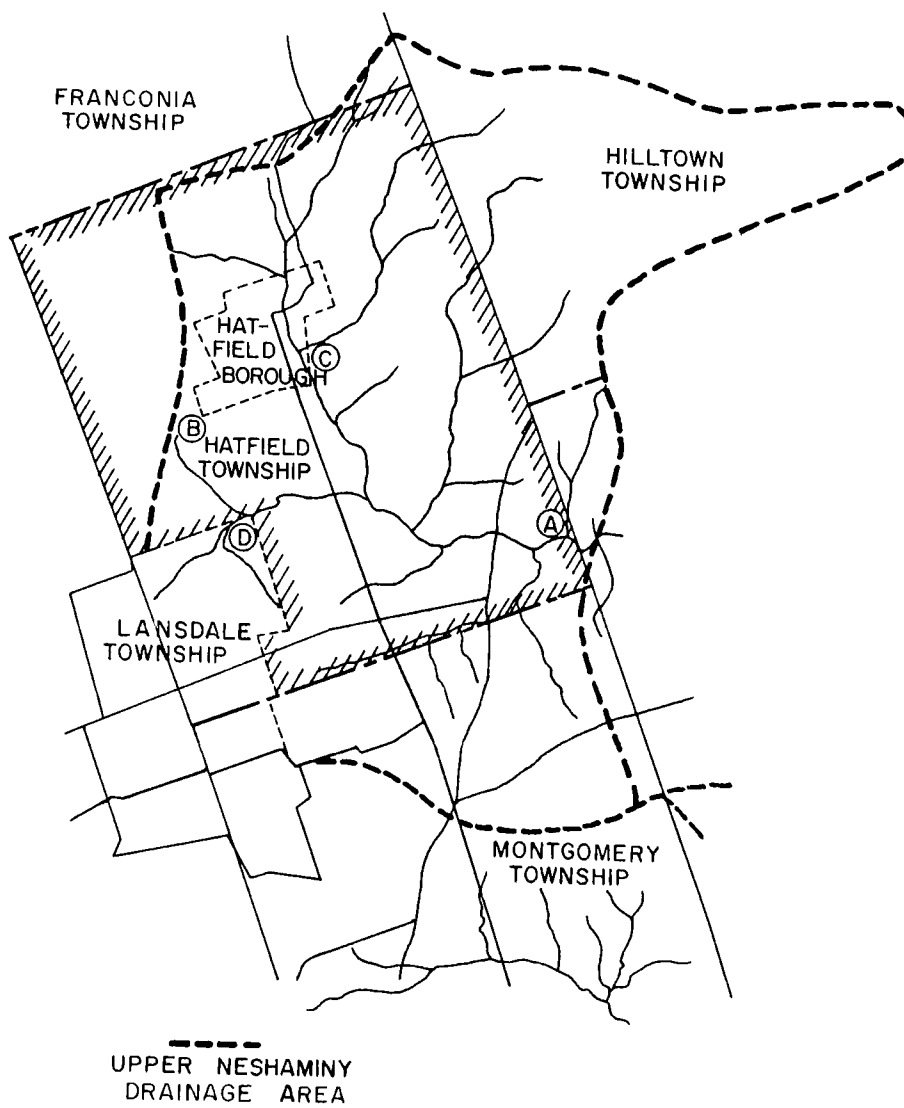 FRANCONIA
TOWNSHIP
HILLTOWN
TOWNSHIP
HAT-
FIELD
BOROUGH
C
B
HATFIELD
TOWNSHIP
A
D
LANSDALE
TOWNSHIP
MONTGOMERY
TOWNSHIP
UPPER NESHAMINY
DRAINAGE AREA